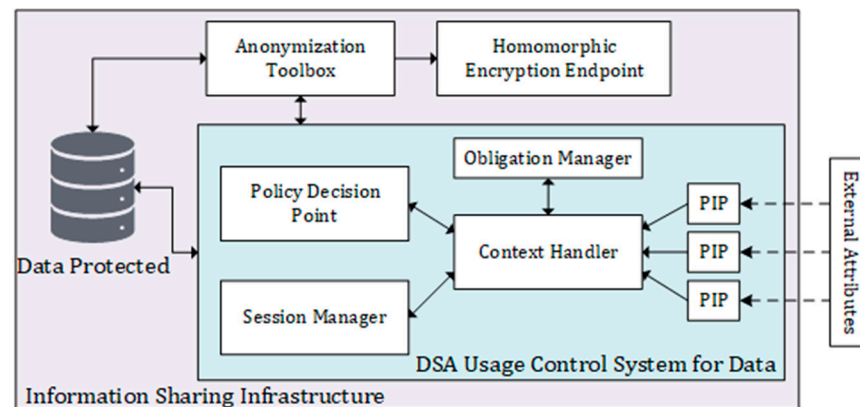 Anonymization
Toolbox
Homomorphic
Encryption Endpoint
Obligation Manager
Policy Decision
Point
PIP
Context Handler
PIP
PIP
Data Protected
Session Manager
External Attributes
DSA Usage Control System for Data
Information Sharing Infrastructure